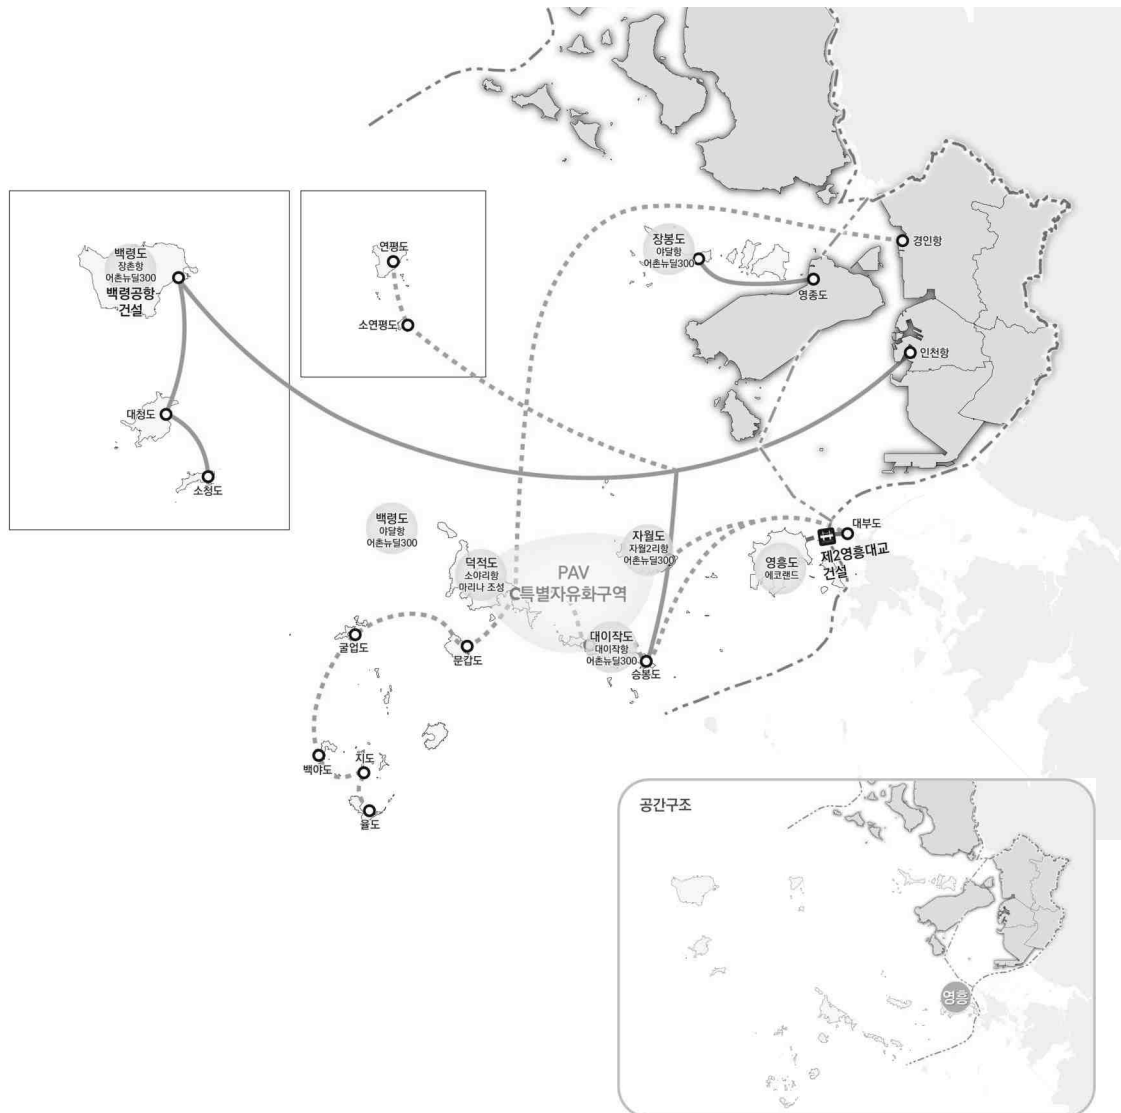 경인항
장봉도
야달항
어촌뉴딜300
영종도
인천항
백령도
장촌항
어촌뉴딜300
백령공항
건설
연평도
소연평도
대청도
소청도
백령도
야달항
어촌뉴딜300
덕적도
소야리항
마리나 조성
PAV
특별자유화구역
자월도
자월2리항
어촌뉴딜300
영흥도
에코랜드
대부도
제2영흥대교
건설
대이작도
대이작항
어촌뉴딜300
승봉도
굴업도
문갑도
백아도
지도
울도
공간구조
영흥